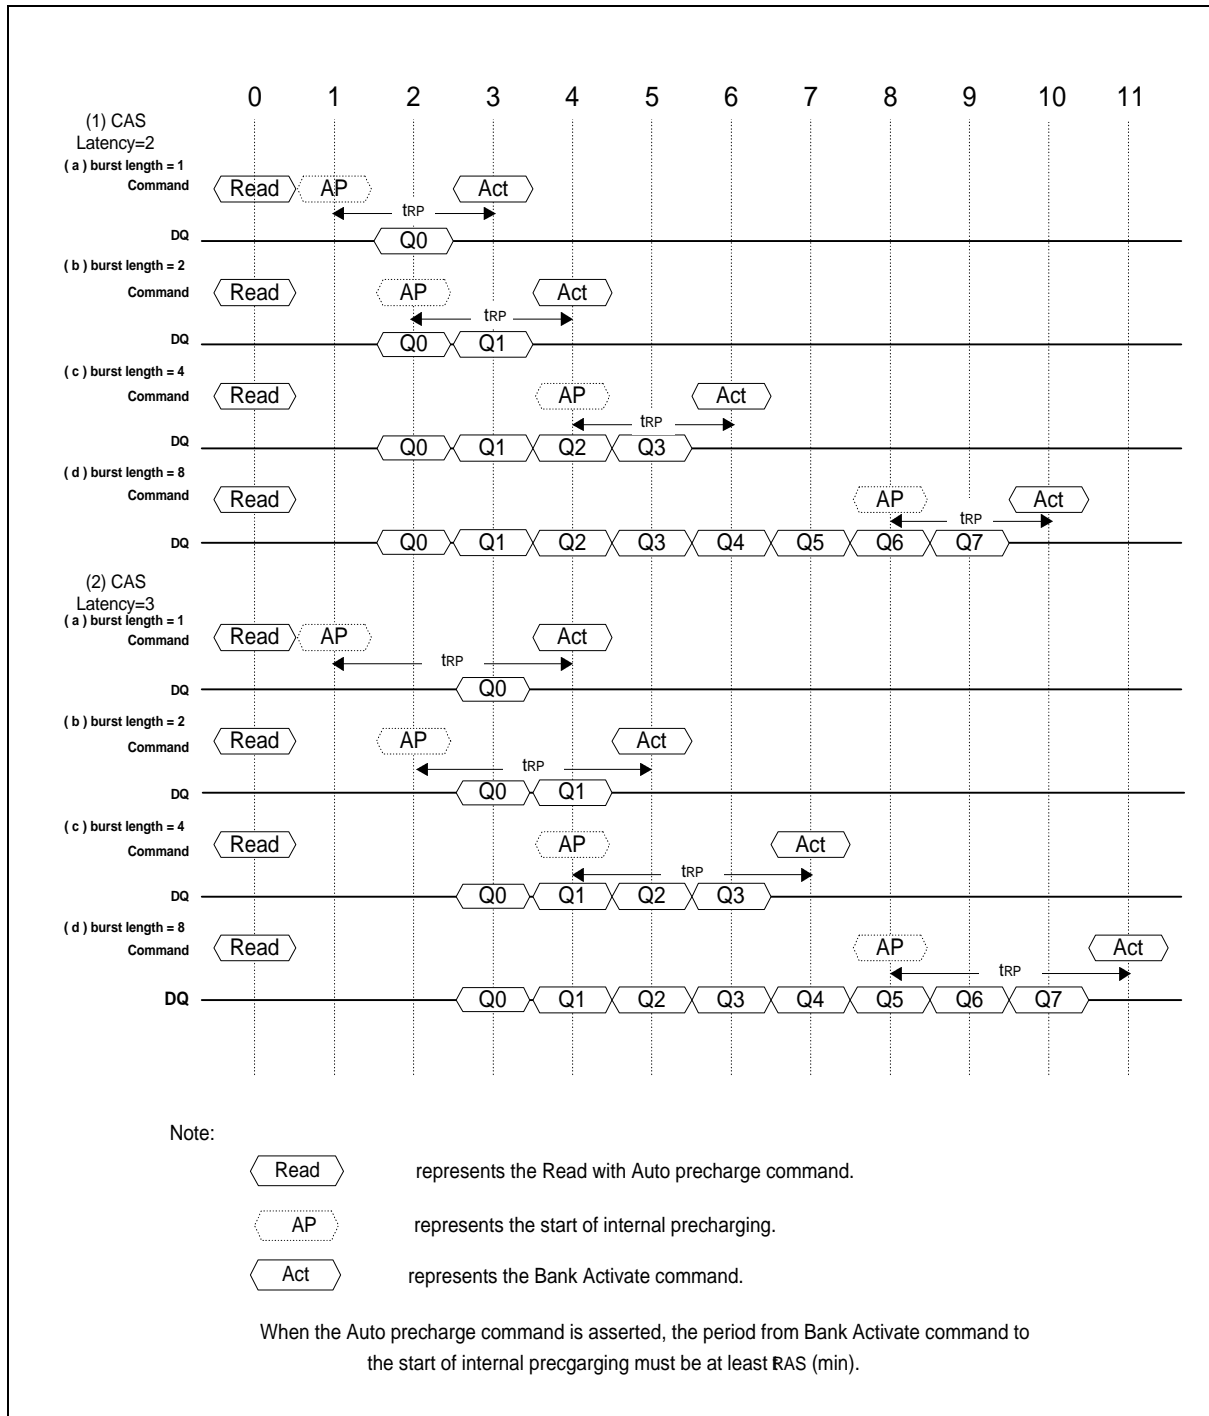 0 1 2 3 4 5 6 7 8 9 10 11
(1) CAS
Latency=2
( a ) burst length = 1
Command Read AP Act
tRP
DQ Q0
( b ) burst length = 2
Command Read AP Act
tRP
DQ Q0 Q1
( c ) burst length = 4
Command Read AP Act
tRP
DQ Q0 Q1 Q2 Q3
( d ) burst length = 8
Command Read AP Act
tRP
DQ Q0 Q1 Q2 Q3 Q4 Q5 Q6 Q7
(2) CAS
Latency=3
( a ) burst length = 1
Command Read AP Act
tRP
DQ Q0
( b ) burst length = 2
Command Read AP Act
tRP
DQ Q0 Q1
( c ) burst length = 4
Command Read AP Act
tRP
DQ Q0 Q1 Q2 Q3
( d ) burst length = 8
Command Read AP Act
tRP
DQ Q0 Q1 Q2 Q3 Q4 Q5 Q6 Q7
Note:
Read represents the Read with Auto precharge command.
AP represents the start of internal precharging.
Act represents the Bank Activate command.
When the Auto precharge command is asserted, the period from Bank Activate command to
the start of internal precgarging must be at least tRAS (min).